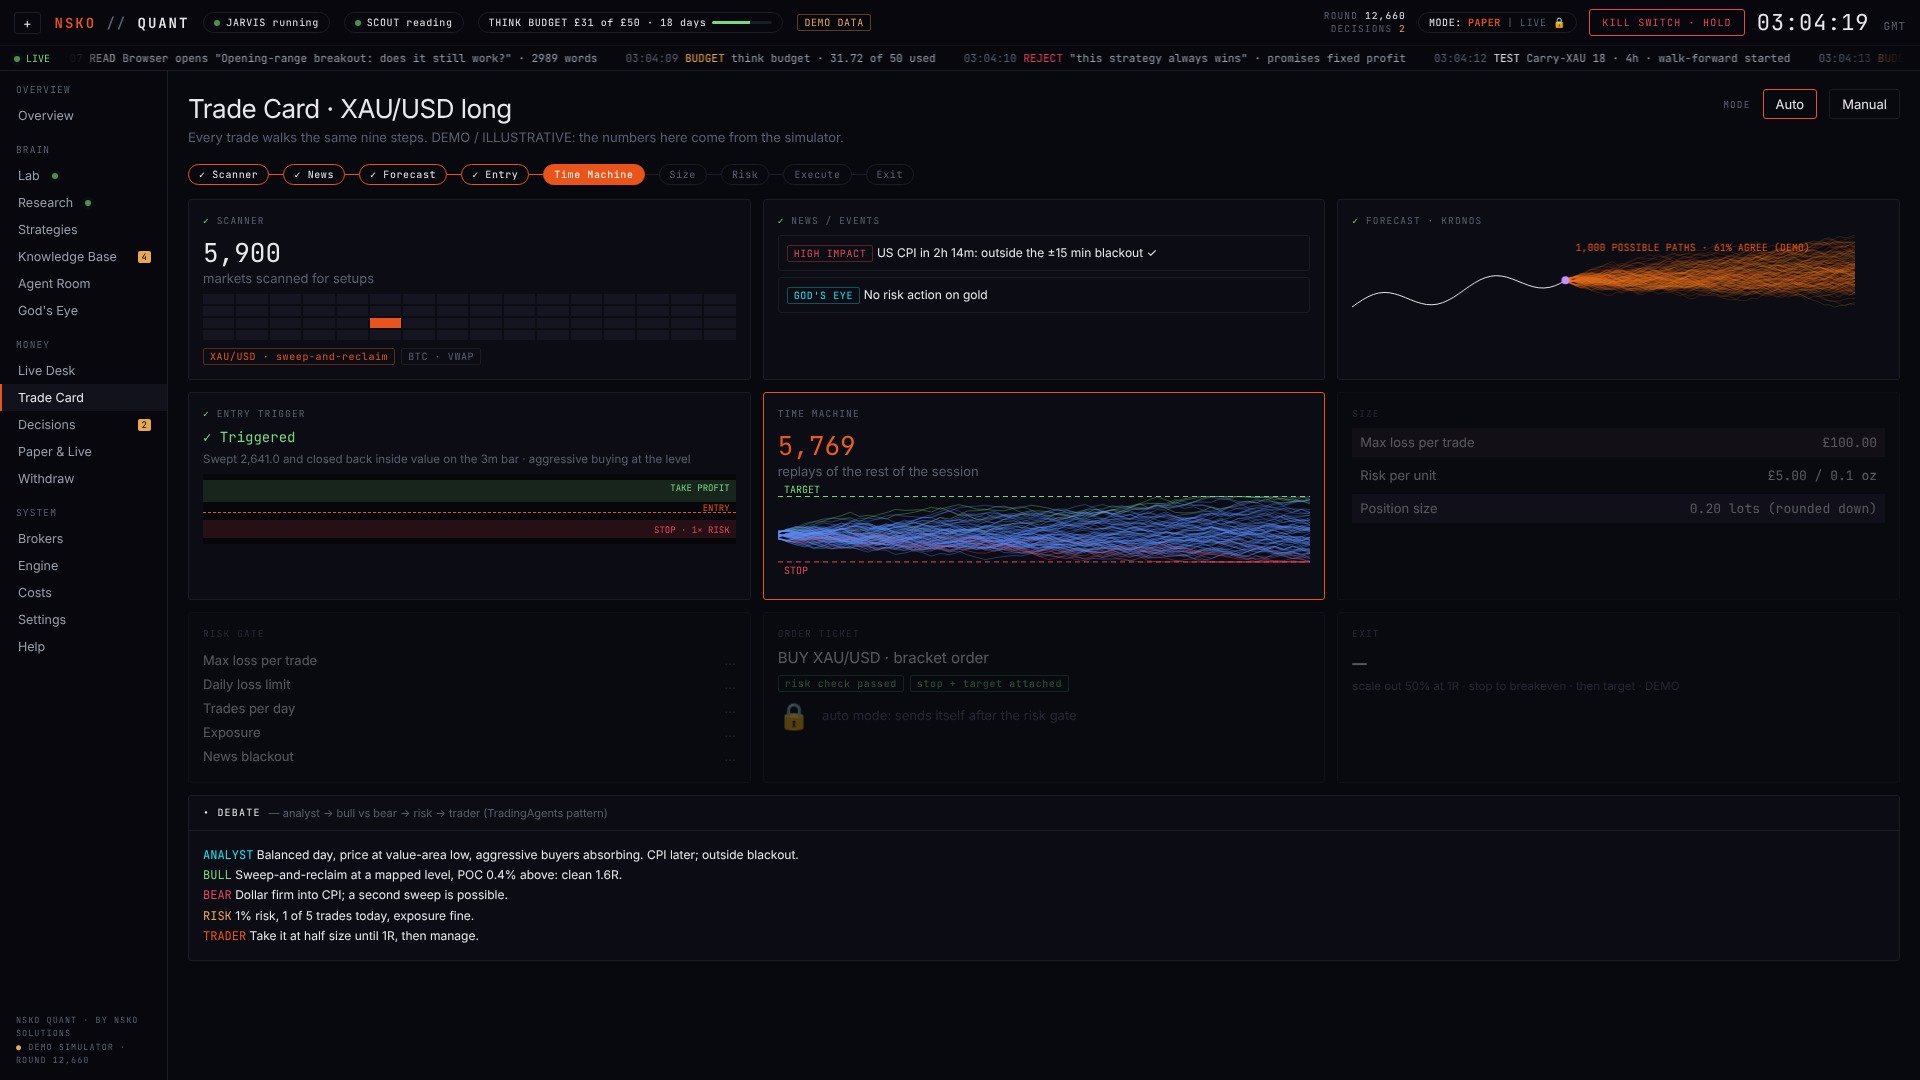 + NSKO // QUANT
JARVIS running
SCOUT reading
THINK BUDGET £31 of £50 · 18 days
DEMO DATA
ROUND 12,660
DECISIONS 2
MODE: PAPER | LIVE 🔒
KILL SWITCH · HOLD
03:04:19 GMT
LIVE
READ Browser opens "Opening-range breakout: does it still work?" · 2989 words
03:04:09 BUDGET think budget · 31.72 of 50 used
03:04:10 REJECT "this strategy always wins" · promises fixed profit
03:04:12 TEST Carry-XAU 18 · 4h · walk-forward started
03:04:13
OVERVIEW
Overview
BRAIN
Lab
Research
Strategies
Knowledge Base 4
Agent Room
God's Eye
MONEY
Live Desk
Trade Card
Decisions 2
Paper & Live
Withdraw
SYSTEM
Brokers
Engine
Costs
Settings
Help
NSKO QUANT · BY NSKO
SOLUTIONS
DEMO SIMULATOR ·
ROUND 12,660
Trade Card · XAU/USD long
Every trade walks the same nine steps. DEMO / ILLUSTRATIVE: the numbers here come from the simulator.
MODE
Auto
Manual
✓ Scanner
✓ News
✓ Forecast
✓ Entry
Time Machine
Size
Risk
Execute
Exit
✓ SCANNER
5,900
markets scanned for setups
XAU/USD · sweep-and-reclaim
BTC · VWAP
✓ NEWS / EVENTS
HIGH IMPACT US CPI in 2h 14m: outside the ±15 min blackout ✓
GOD'S EYE No risk action on gold
✓ FORECAST · KRONOS
1,000 POSSIBLE PATHS · 61% AGREE (DEMO)
✓ ENTRY TRIGGER
✓ Triggered
Swept 2,641.0 and closed back inside value on the 3m bar · aggressive buying at the level
TAKE PROFIT
ENTRY
STOP · 1× RISK
TIME MACHINE
5,769
replays of the rest of the session
TARGET
STOP
SIZE
Max loss per trade £100.00
Risk per unit £5.00 / 0.1 oz
Position size 0.20 lots (rounded down)
RISK GATE
Max loss per trade …
Daily loss limit …
Trades per day …
Exposure …
News blackout …
ORDER TICKET
BUY XAU/USD · bracket order
risk check passed
stop + target attached
🔒 auto mode: sends itself after the risk gate
EXIT
—
scale out 50% at 1R · stop to breakeven · then target · DEMO
• DEBATE — analyst → bull vs bear → risk → trader (TradingAgents pattern)
ANALYST Balanced day, price at value-area low, aggressive buyers absorbing. CPI later; outside blackout.
BULL Sweep-and-reclaim at a mapped level, POC 0.4% above: clean 1.6R.
BEAR Dollar firm into CPI; a second sweep is possible.
RISK 1% risk, 1 of 5 trades today, exposure fine.
TRADER Take it at half size until 1R, then manage.